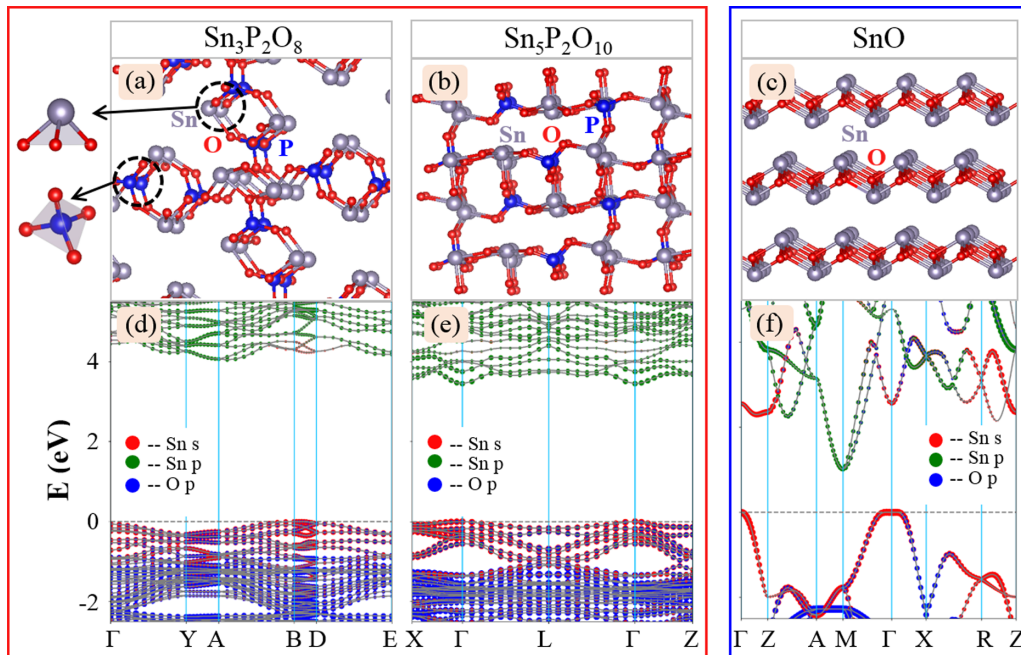 Sn₃P₂O₈
Sn₅P₂O₁₀
SnO
(a)
Sn
O
P
(b)
Sn
O
P
(c)
Sn
O
(d)
(e)
(f)
E (eV)
4
2
0
-2
-- Sn s
-- Sn p
-- O p
-- Sn s
-- Sn p
-- O p
-- Sn s
-- Sn p
-- O p
Γ Y A B D E
X Γ L Γ Z
Γ Z A M Γ X R Z